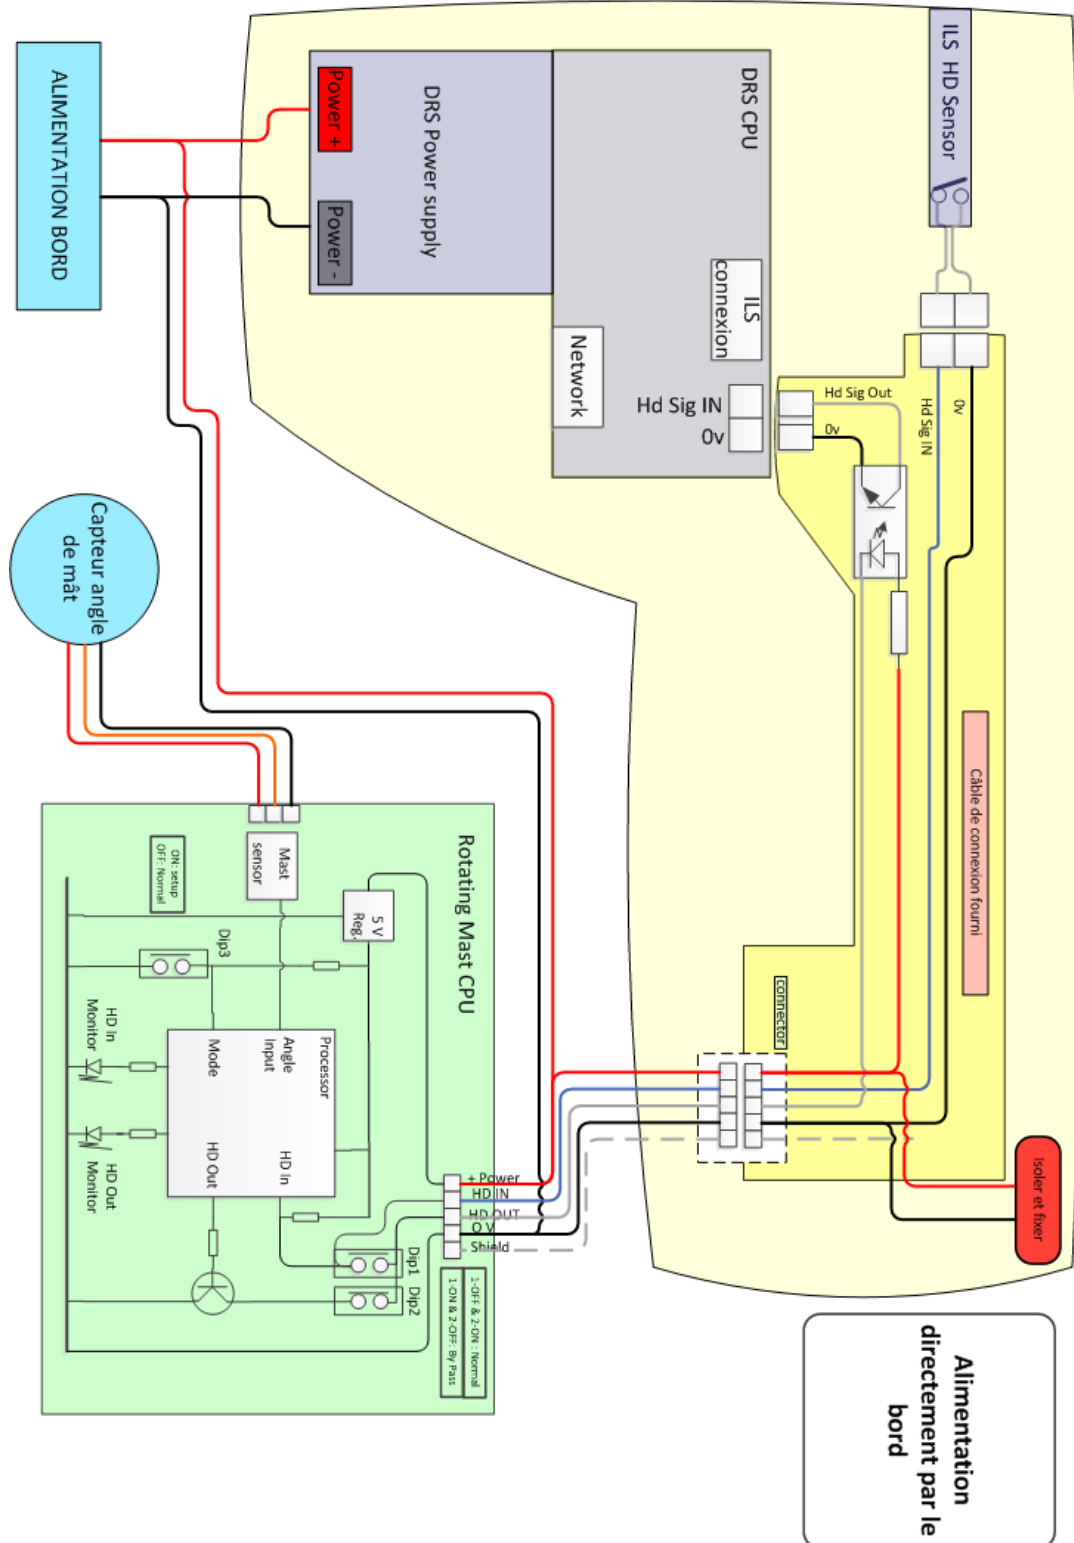 ALIMENTATION BORD
Power +
Power -
DRS Power supply
DRS CPU
ILS
connexion
Network
Hd Sig IN
0v
ILS HD Sensor
Hd Sig Out
0v
Hd Sig IN
0v
Câble de connexion fourni
connector
Isoler et fixer
Capteur angle
de mât
Rotating Mast CPU
Mast
sensor
ON: setup
OFF: Normal
5 V
Reg.
Dip3
HD In
Monitor
HD Out
Monitor
Processor
Angle
Input
Mode
HD In
HD Out
+ Power
HD IN
HD OUT
0 V
Shield
Dip1
Dip2
1-OFF & 2-ON : Normal
1-ON & 2-OFF: By Pass
Alimentation
directement par le
bord